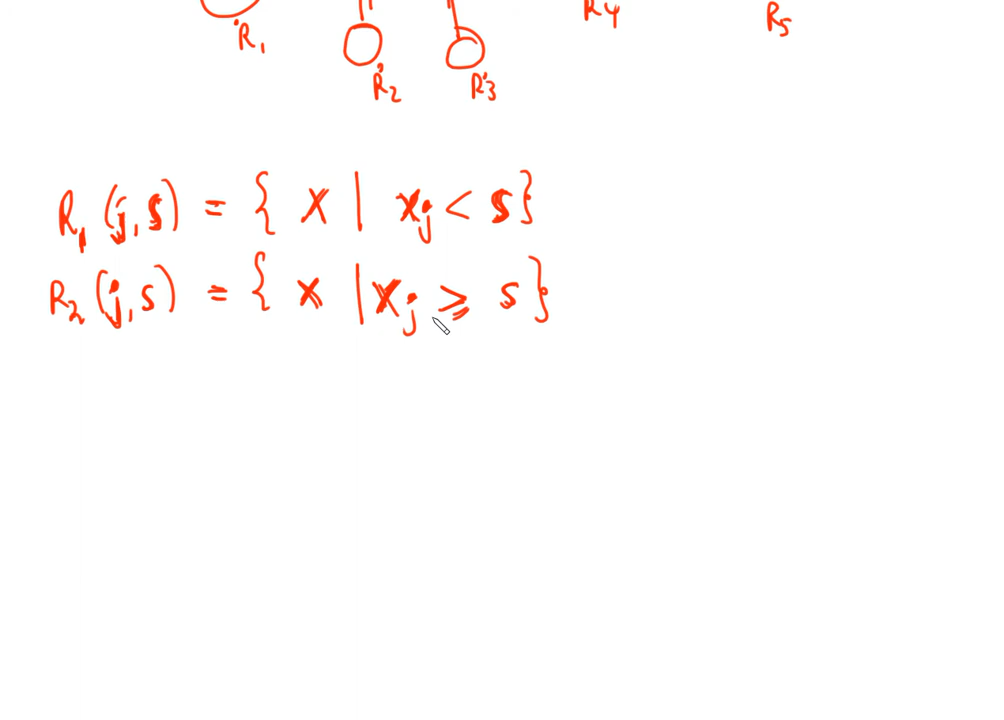 R₄ R₅
R₁
R₂ R₃
R₁(j,s) = { X | Xj < s}
R₂(j,s) = { X | Xj ≥ s}